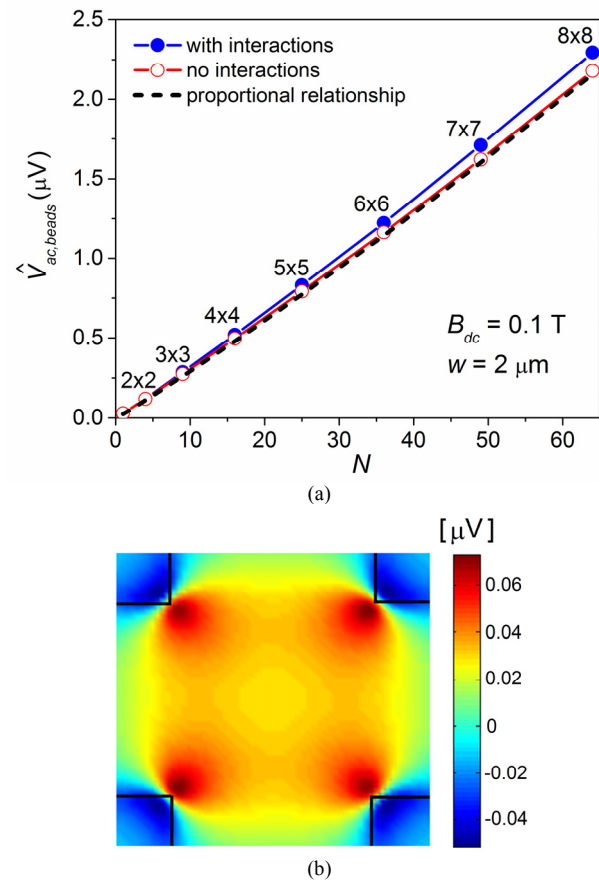 2.5
2.0
1.5
1.0
0.5
0.0
V̂ac,beads (μV)
with interactions
no interactions
proportional relationship
8x8
7x7
6x6
5x5
4x4
3x3
2x2
Bdc = 0.1 T
w = 2 μm
0 10 20 30 40 50 60
N
(a)
[μV]
0.06
0.04
0.02
0
-0.02
-0.04
(b)